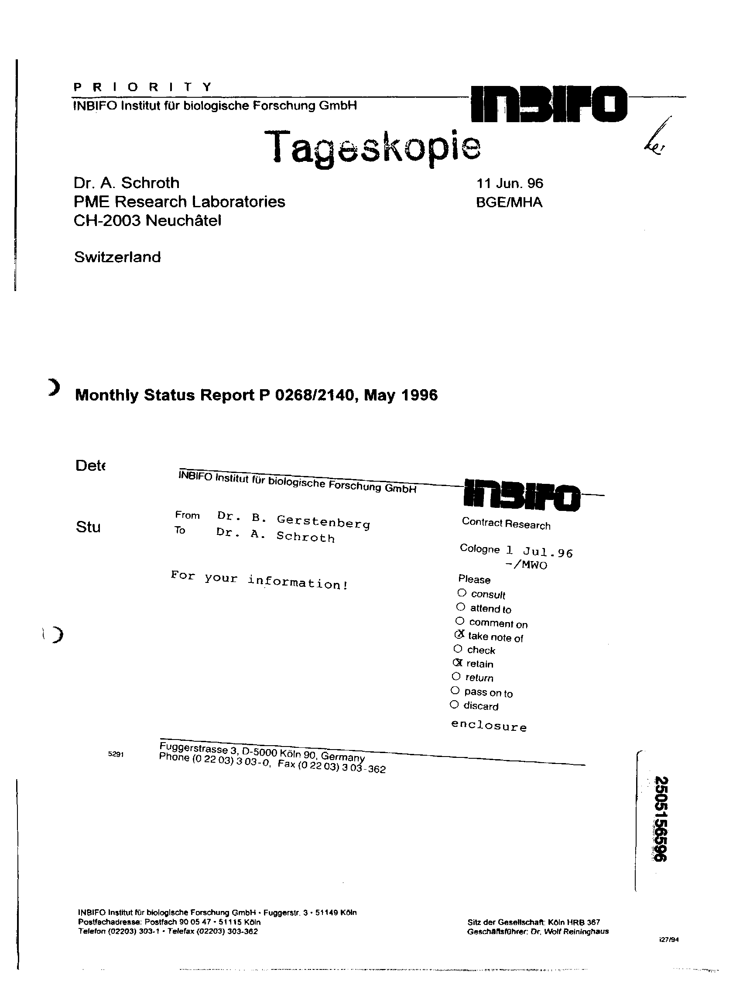 PRIORITY
INBIFO Institut für biologische Forschung GmbH
INBIFO
Tageskopie
Dr. A. Schroth
PME Research Laboratories
CH-2003 Neuchâtel
Switzerland
11 Jun. 96
BGE/MHA
Monthly Status Report P 0268/2140, May 1996
Dete
Stu
INBIFO Institut für biologische Forschung GmbH
INBIFO
From Dr. B. Gerstenberg
To Dr. A. Schroth
For your information!
Contract Research
Cologne 1 Jul.96
-/MWO
Please
consult
attend to
comment on
X take note of
check
X retain
return
pass on to
discard
enclosure
5291
Fuggerstrasse 3, D-5000 Köln 90, Germany
Phone (0 22 03) 3 03-0, Fax (0 22 03) 3 03-362
2505156596
INBIFO Institut für biologische Forschung GmbH · Fuggerstr. 3 · 51149 Köln
Postfachadresse: Postfach 90 05 47 · 51115 Köln
Telefon (02203) 303-1 · Telefax (02203) 303-362
Sitz der Gesellschaft: Köln HRB 367
Geschäftsführer: Dr. Wolf Reininghaus
i27/94